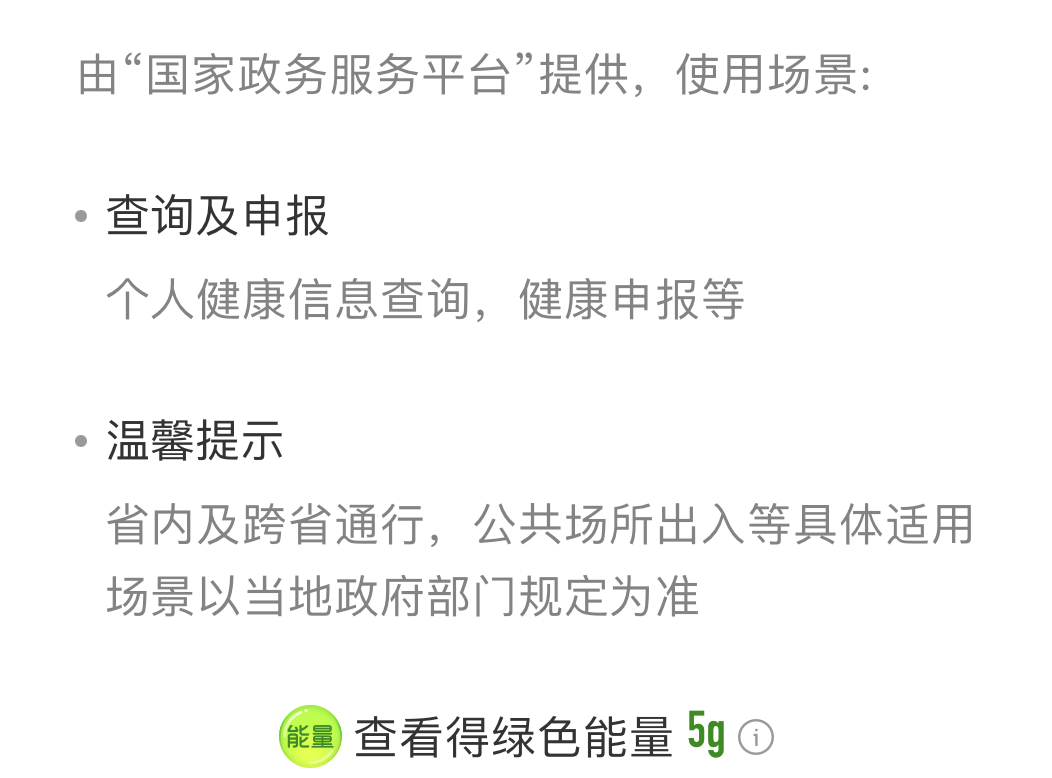 由“国家政务服务平台”提供，使用场景:
• 查询及申报
个人健康信息查询，健康申报等
• 温馨提示
省内及跨省通行，公共场所出入等具体适用
场景以当地政府部门规定为准
能量 查看得绿色能量 5g i